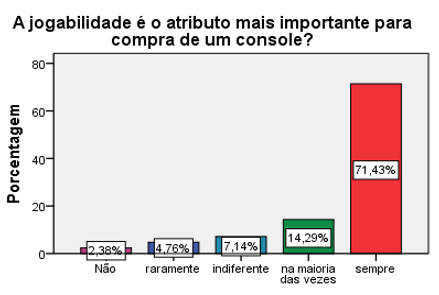 A jogabilidade é o atributo mais importante para
compra de um console?
Porcentagem
80
60
40
20
0
2,38%
4,76%
7,14%
14,29%
71,43%
Não
raramente
indiferente
na maioria
das vezes
sempre